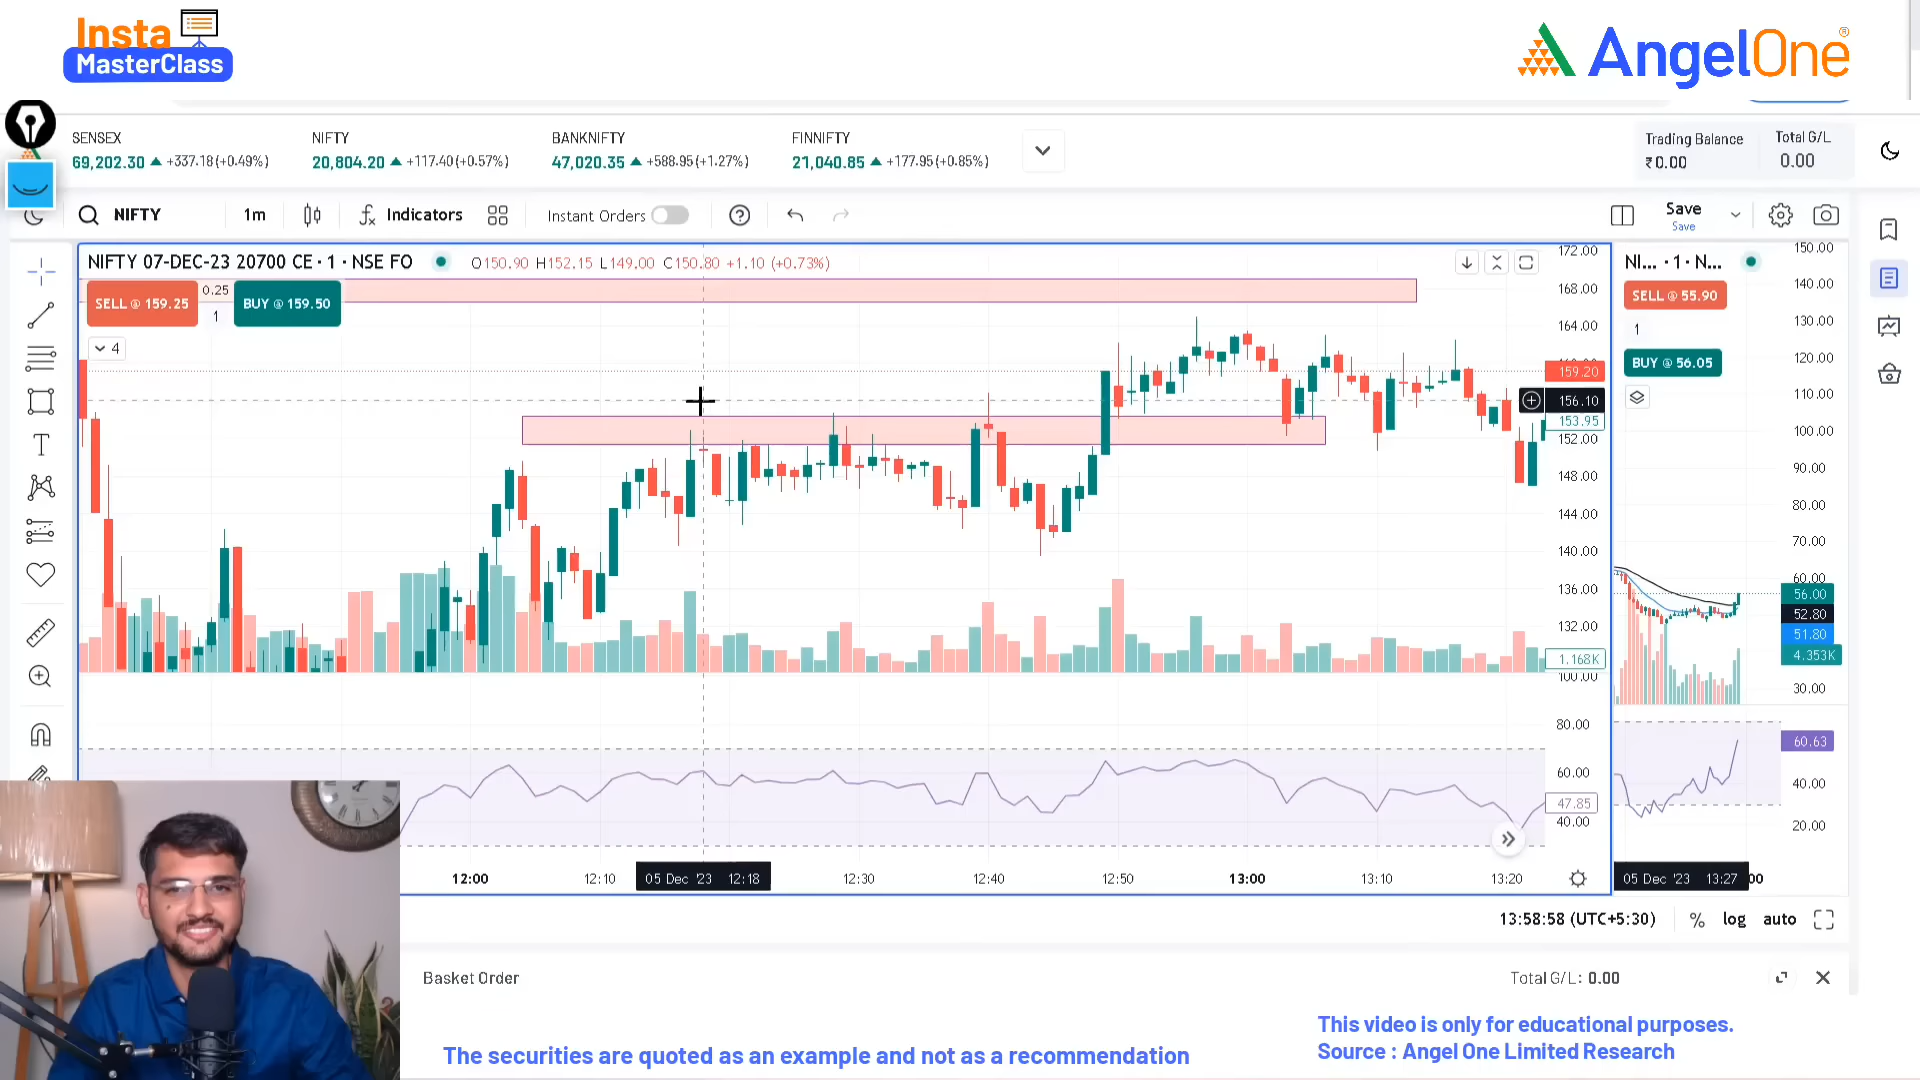 Insta
MasterClass
AngelOne®
SENSEX
69,202.30 +337.18(+0.49%)
NIFTY
20,804.20 +117.40(+0.57%)
BANKNIFTY
47,020.35 +588.95(+1.27%)
FINNIFTY
21,040.85 +177.95(+0.85%)
Trading Balance
₹0.00
Total G/L
0.00
NIFTY
1m
Indicators
Instant Orders
Save
Save
NIFTY 07-DEC-23 20700 CE · 1 · NSE FO
O150.90 H152.15 L149.00 C150.80 +1.10 (+0.73%)
SELL @ 159.25
0.25
1
BUY @ 159.50
4
172.00
168.00
164.00
159.20
156.10
153.95
152.00
148.00
144.00
140.00
136.00
132.00
1.168K
100.00
80.00
60.00
47.85
40.00
12:00
12:10
05 Dec '23 12:18
12:30
12:40
12:50
13:00
13:10
13:20
NI... · 1 · N...
SELL @ 55.90
1
BUY @ 56.05
150.00
140.00
130.00
120.00
110.00
100.00
90.00
80.00
70.00
60.00
56.00
52.80
51.80
4.353K
30.00
60.63
40.00
20.00
05 Dec '23 13:27
13:58:58 (UTC+5:30)
%
log
auto
Basket Order
Total G/L: 0.00
The securities are quoted as an example and not as a recommendation
This video is only for educational purposes.
Source : Angel One Limited Research